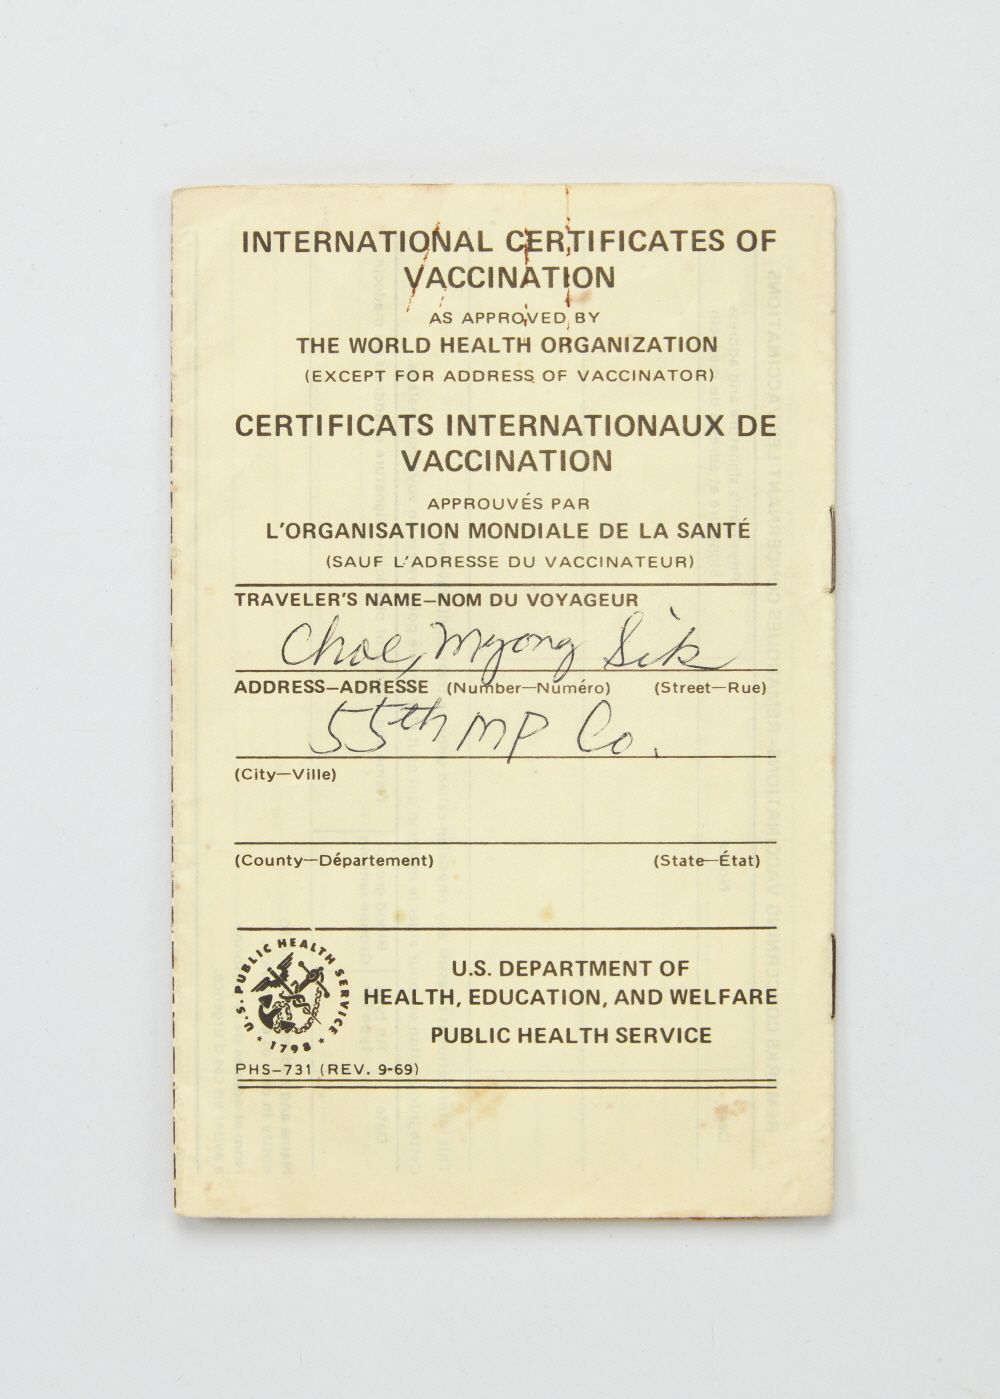 INTERNATIONAL CERTIFICATES OF
VACCINATION
AS APPROVED BY
THE WORLD HEALTH ORGANIZATION
(EXCEPT FOR ADDRESS OF VACCINATOR)
CERTIFICATS INTERNATIONAUX DE
VACCINATION
APPROUVÉS PAR
L'ORGANISATION MONDIALE DE LA SANTÉ
(SAUF L'ADRESSE DU VACCINATEUR)
TRAVELER'S NAME—NOM DU VOYAGEUR
Choe, Myong Sik
ADDRESS—ADRESSE (Number—Numéro) (Street—Rue)
55th MP Co.
(City—Ville)
(County—Département) (State—État)
U.S. PUBLIC HEALTH SERVICE
* 1798 *
U.S. DEPARTMENT OF
HEALTH, EDUCATION, AND WELFARE
PUBLIC HEALTH SERVICE
PHS—731 (REV. 9-69)